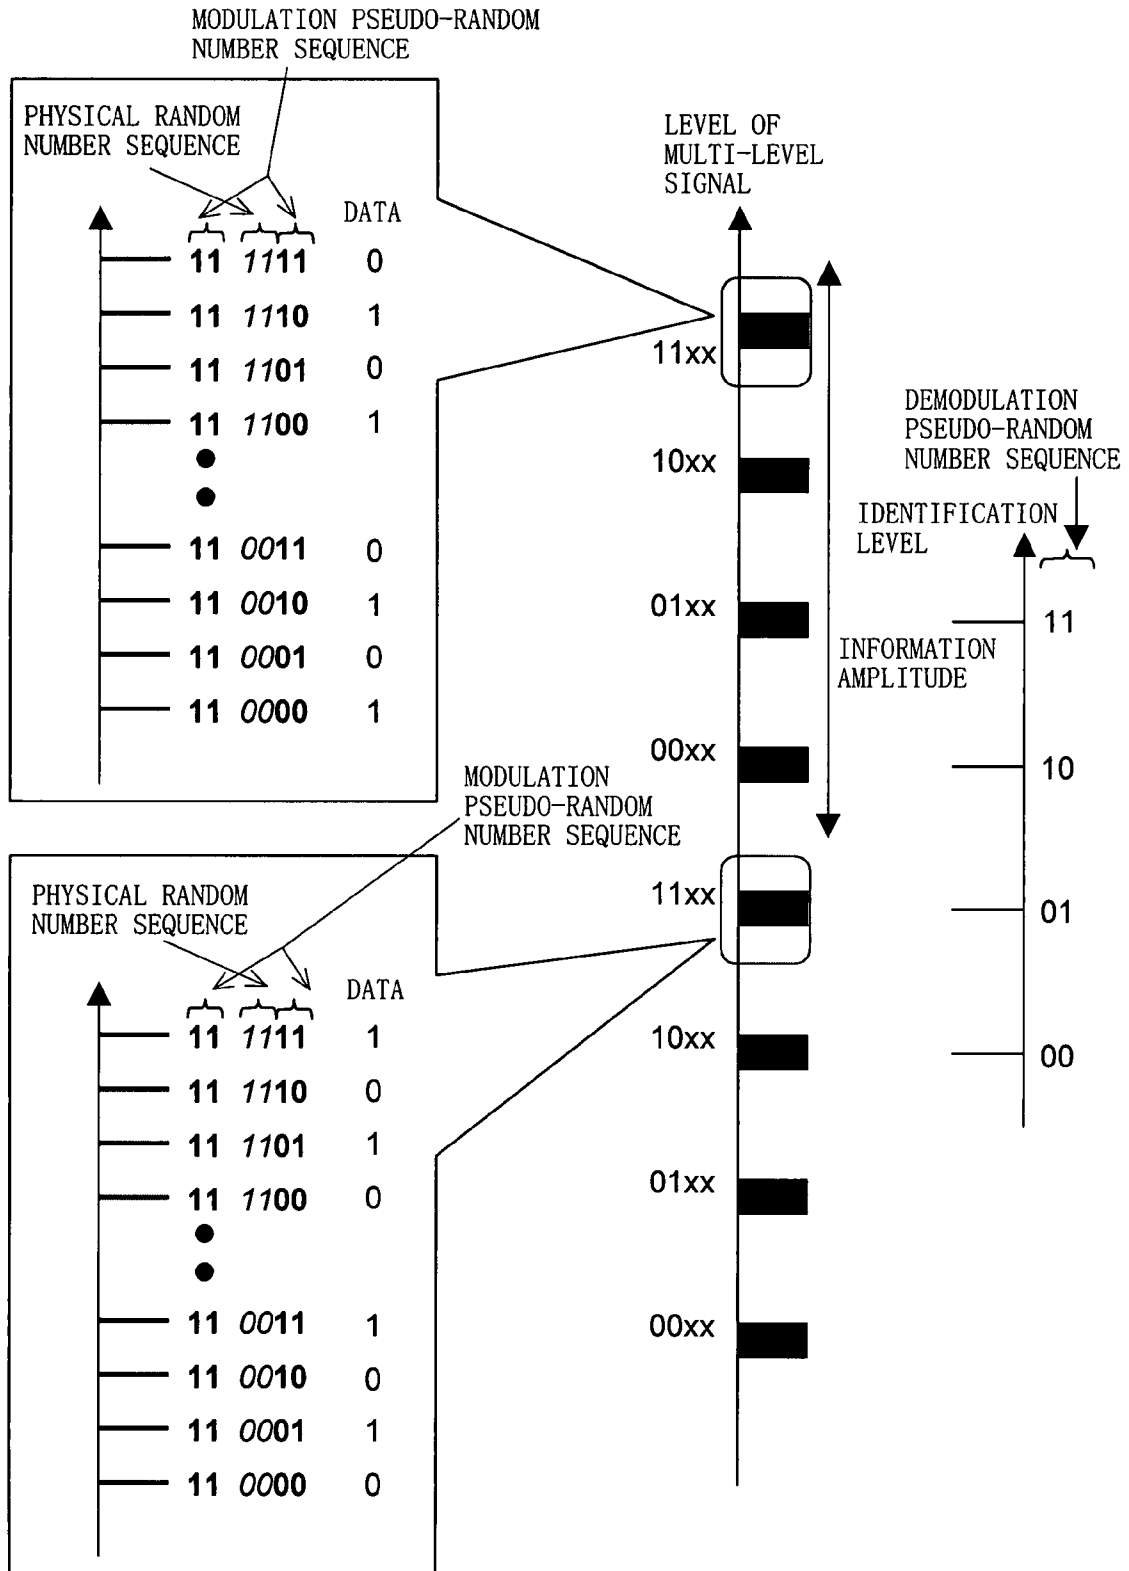 MODULATION PSEUDO-RANDOM
NUMBER SEQUENCE
PHYSICAL RANDOM
NUMBER SEQUENCE
DATA
11 1111 0
11 1110 1
11 1101 0
11 1100 1
11 0011 0
11 0010 1
11 0001 0
11 0000 1
MODULATION
PSEUDO-RANDOM
NUMBER SEQUENCE
PHYSICAL RANDOM
NUMBER SEQUENCE
DATA
11 1111 1
11 1110 0
11 1101 1
11 1100 0
11 0011 1
11 0010 0
11 0001 1
11 0000 0
LEVEL OF
MULTI-LEVEL
SIGNAL
11xx
10xx
01xx
00xx
11xx
10xx
01xx
00xx
INFORMATION
AMPLITUDE
DEMODULATION
PSEUDO-RANDOM
NUMBER SEQUENCE
IDENTIFICATION
LEVEL
11
10
01
00